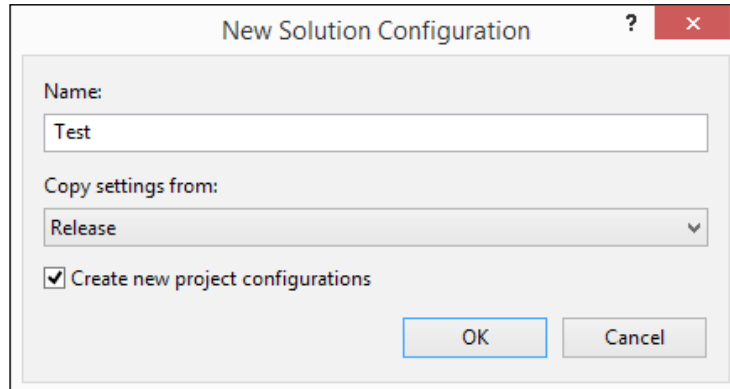 New Solution Configuration ?
Name:
Test
Copy settings from:
Release
Create new project configurations
OK Cancel